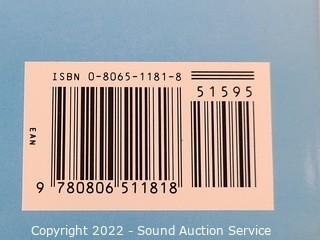 ISBN 0-8065-1181-8
51595
EAN
9 780806 511818
Copyright 2022 - Sound Auction Service